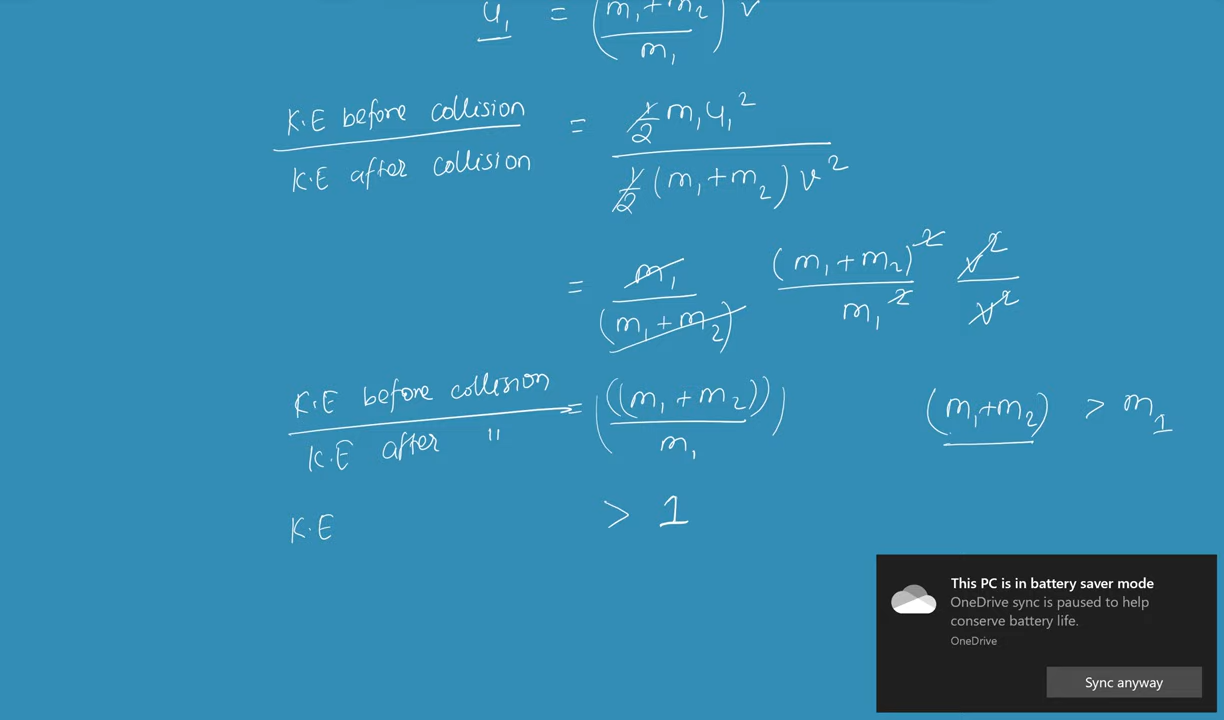 u₁ = (m₁+m₂ / m₁) v
K.E before collision / K.E after collision = ½ m₁u₁² / ½ (m₁+m₂) v²
= m₁ / (m₁+m₂) (m₁+m₂)² / m₁² v² / v²
K.E before collision / K.E after " = (((m₁+m₂)) / m₁) (m₁+m₂) > m₁
K.E > 1
This PC is in battery saver mode
OneDrive sync is paused to help
conserve battery life.
OneDrive
Sync anyway